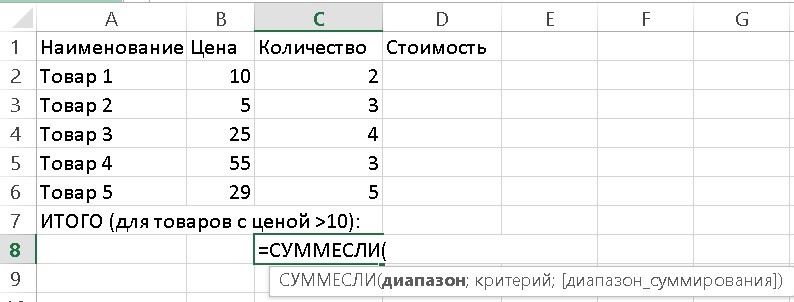 A B C D E F G
1 Наименование Цена Количество Стоимость
2 Товар 1 10 2
3 Товар 2 5 3
4 Товар 3 25 4
5 Товар 4 55 3
6 Товар 5 29 5
7 ИТОГО (для товаров с ценой >10):
8 =СУММЕСЛИ(
9 СУММЕСЛИ(диапазон; критерий; [диапазон_суммирования])